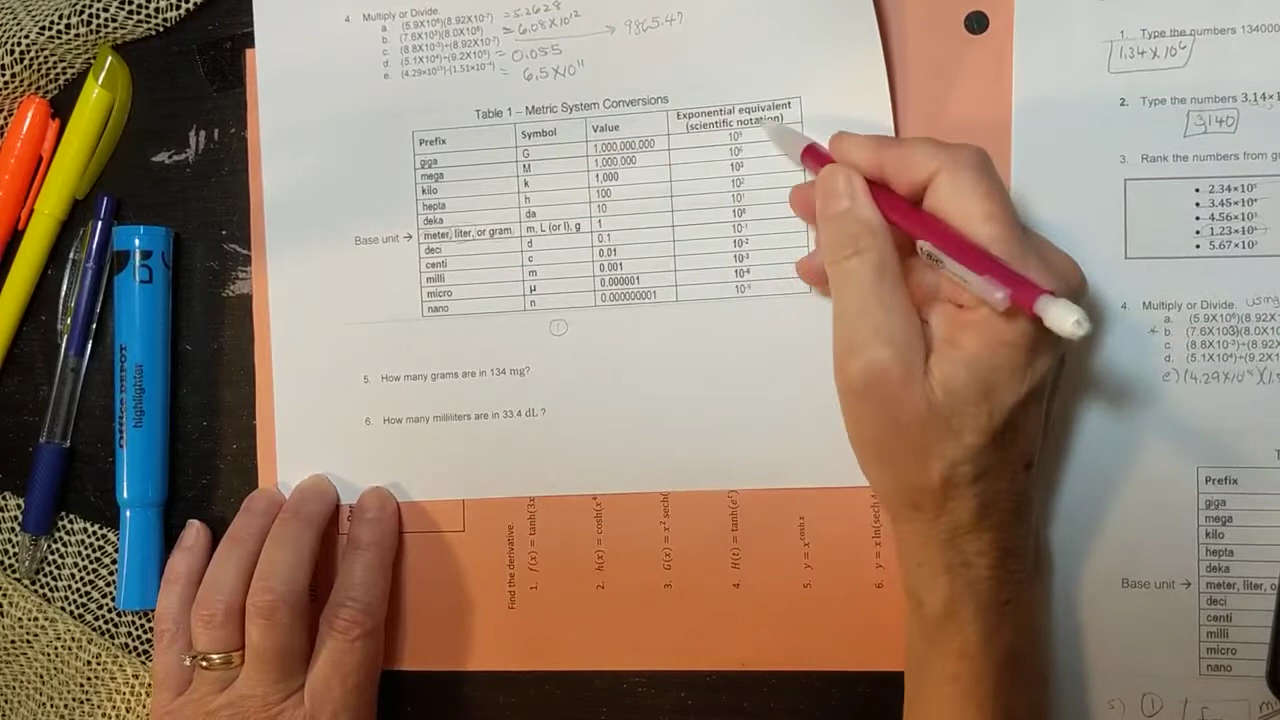 4. Multiply or Divide.
a. (5.9X10⁶)(8.92X10⁻⁷) =5.2628
b. (7.6X10³)(8.0X10⁸) = 6.08X10¹²
c. (8.8X10⁻³)÷(8.92X10⁻⁷) → 9865.47
d. (5.1X10⁴)÷(9.2X10⁵) = 0.055
e. = 6.5X10¹¹
Table 1 – Metric System Conversions
Prefix Symbol Value Exponential equivalent (scientific notation)
giga G 1,000,000,000 10⁹
mega M 1,000,000 10⁶
kilo k 1,000 10³
hepta h 100 10²
deka da 10 10¹
Base unit → meter, liter, or gram m, L (or l), g 1 10⁰
deci d 0.1 10⁻¹
centi c 0.01 10⁻²
milli m 0.001 10⁻³
micro µ 0.000001 10⁻⁶
nano n 0.000000001 10⁻⁹
①
5. How many grams are in 134 mg?
6. How many milliliters are in 33.4 dL ?
Find the derivative.
1. f(x) = tanh(3x
2. h(x) = cosh(x⁴
3. G(x) = x² sech(
4. H(t) = tanh(eᵗ
5. y = x^cosh x
6. y = x ln(sech 4
OFFICE DEPOT
highlighter
1. Type the numbers 134000
1.34 X 10⁶
2. Type the numbers 3.14×1
3140
3. Rank the numbers from g
• 2.34×10⁵
• 3.45×10⁴
• 4.56×10³
• 1.23×10⁶
• 5.67×10²
4. Multiply or Divide. using
a. (5.9X10⁶)(8.92X
* b. (7.6X103)(8.0X10
c. (8.8X10⁻³)÷(8.92X
d. (5.1X10⁴)÷(9.2X1
Prefix
giga
mega
kilo
hepta
deka
Base unit → meter, liter, o
deci
centi
milli
micro
nano
5) ①